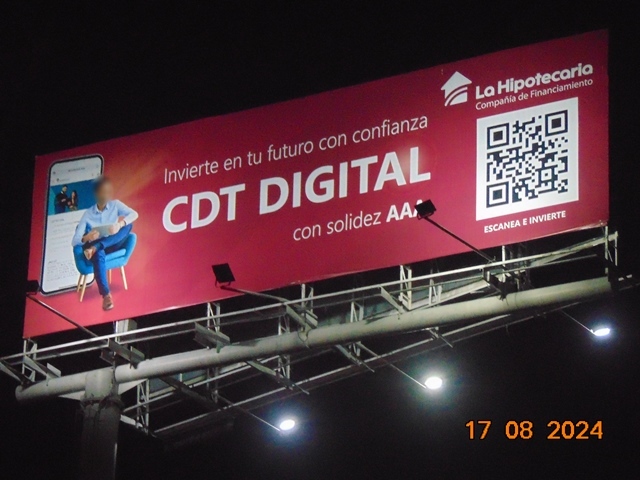 La Hipotecaria
Compañía de Financiamiento
Invierte en tu futuro con confianza
CDT DIGITAL
con solidez AAA
ESCANEA E INVIERTE
17 08 2024